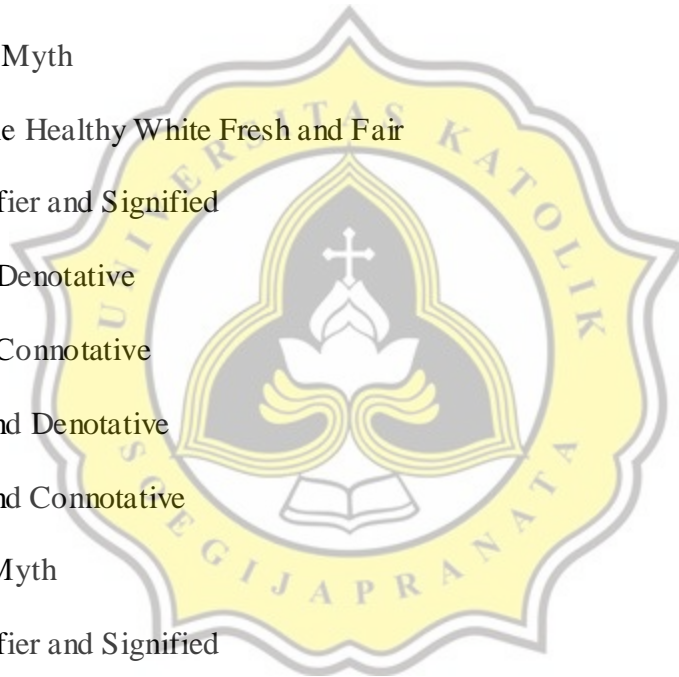 Myth
e Healthy White Fresh and Fair
fier and Signified
Denotative
Connotative
nd Denotative
nd Connotative
Myth
fier and Signified
UNIVERSITAS KATOLIK
SOEGIJAPRANATA